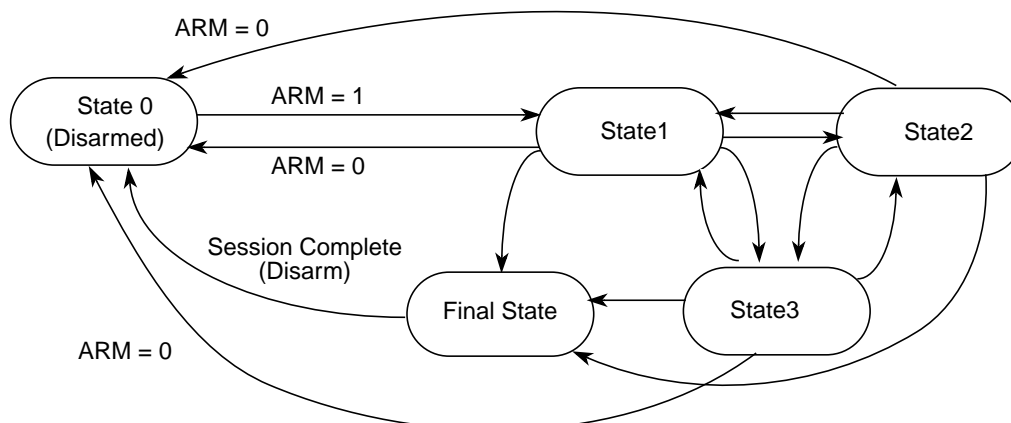 ARM = 0
State 0
(Disarmed)
ARM = 1
ARM = 0
State1
State2
Session Complete
(Disarm)
Final State
State3
ARM = 0